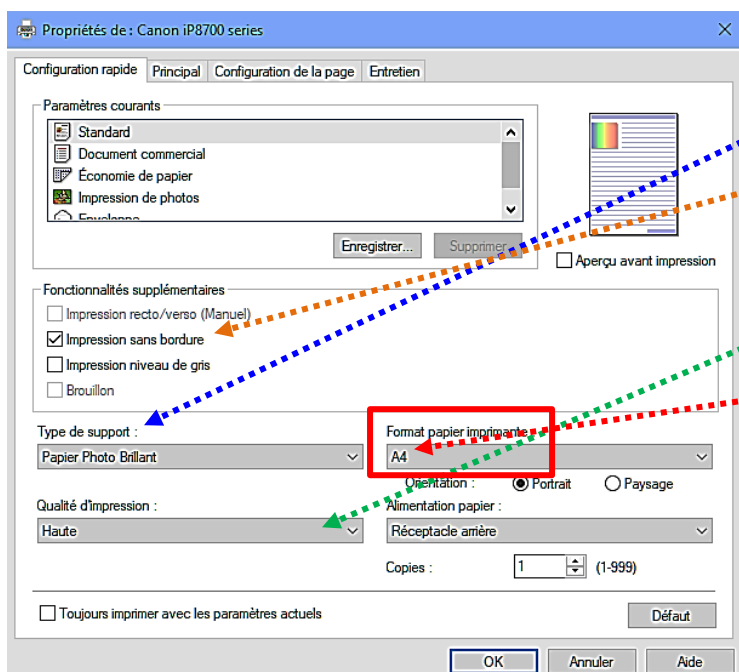 Propriétés de : Canon iP8700 series
Configuration rapide Principal Configuration de la page Entretien
Paramètres courants
Standard
Document commercial
Économie de papier
Impression de photos
Enregistrer... Supprimer
Aperçu avant impression
Fonctionnalités supplémentaires
Impression recto/verso (Manuel)
Impression sans bordure
Impression niveau de gris
Brouillon
Type de support : Format papier imprimante
Papier Photo Brillant A4
Orientation : Portrait Paysage
Qualité d'impression : Alimentation papier :
Haute Réceptacle arrière
Copies : 1 (1-999)
Toujours imprimer avec les paramètres actuels Défaut
OK Annuler Aide